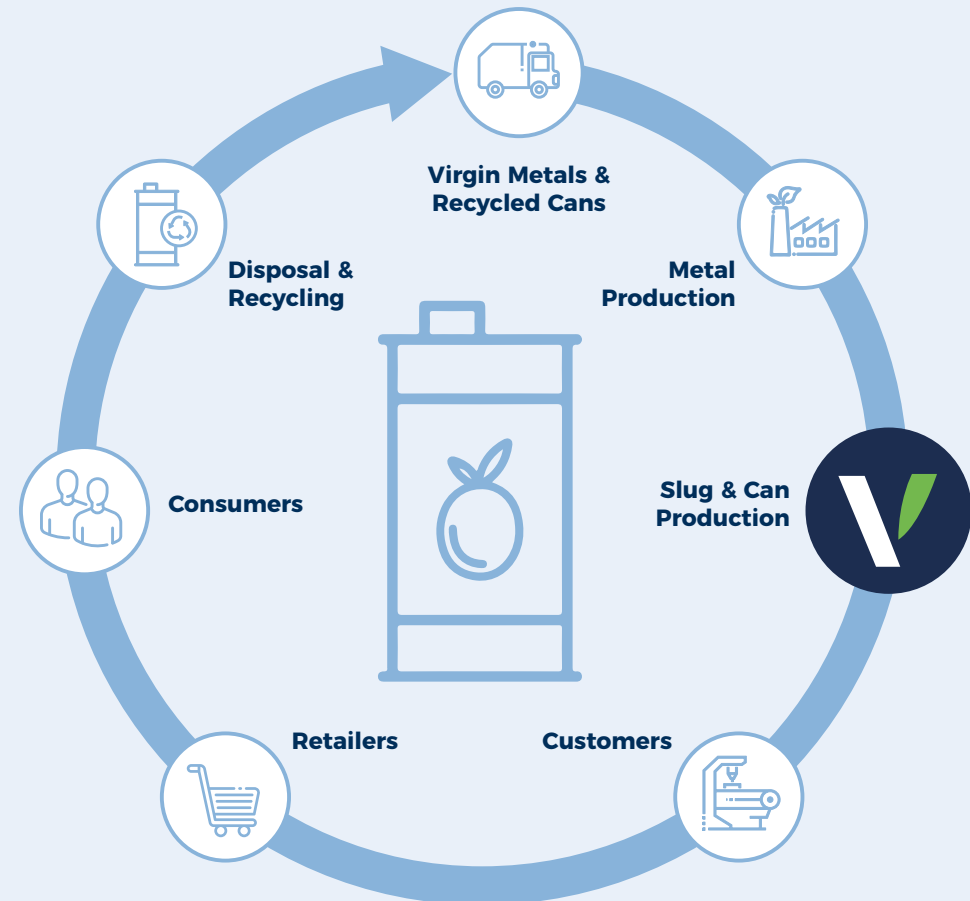 Virgin Metals &
Recycled Cans
Metal
Production
Slug & Can
Production
Customers
Retailers
Consumers
Disposal &
Recycling